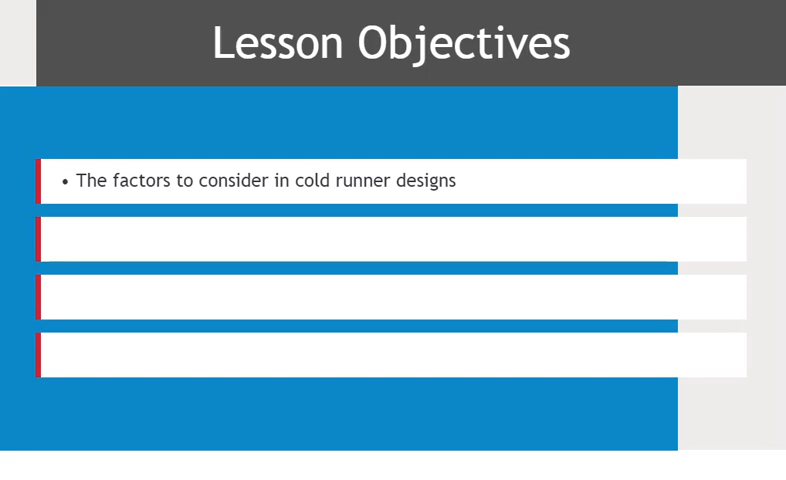 Lesson Objectives
• The factors to consider in cold runner designs